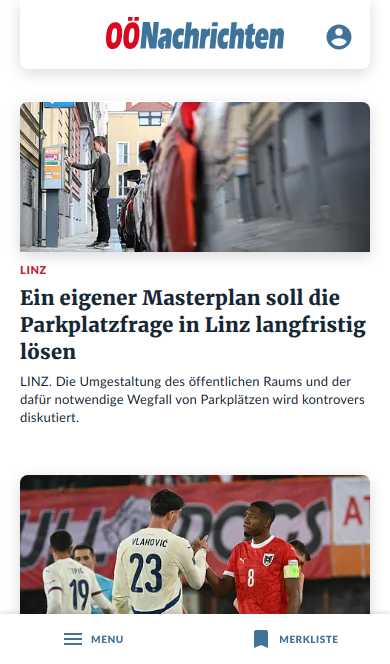 OÖNachrichten
LINZ
Ein eigener Masterplan soll die
Parkplatzfrage in Linz langfristig
lösen
LINZ. Die Umgestaltung des öffentlichen Raums und der
dafür notwendige Wegfall von Parkplätzen wird kontrovers
diskutiert.
VLAHOVIĆ
23
19
8
MENU
MERKLISTE